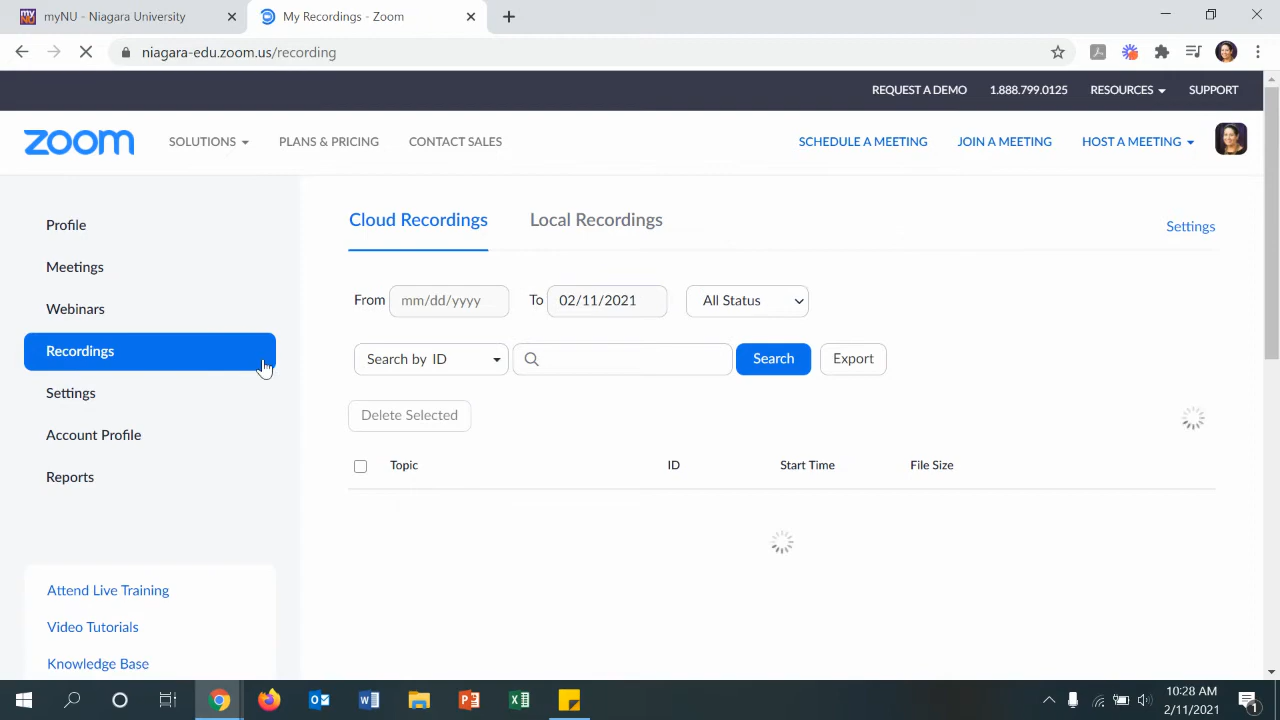 myNU - Niagara University
My Recordings - Zoom
niagara-edu.zoom.us/recording
REQUEST A DEMO 1.888.799.0125 RESOURCES SUPPORT
zoom SOLUTIONS PLANS & PRICING CONTACT SALES SCHEDULE A MEETING JOIN A MEETING HOST A MEETING
Profile
Meetings
Webinars
Recordings
Settings
Account Profile
Reports
Attend Live Training
Video Tutorials
Knowledge Base
Cloud Recordings Local Recordings Settings
From mm/dd/yyyy To 02/11/2021 All Status
Search by ID Search Export
Delete Selected
Topic ID Start Time File Size
10:28 AM
2/11/2021
1